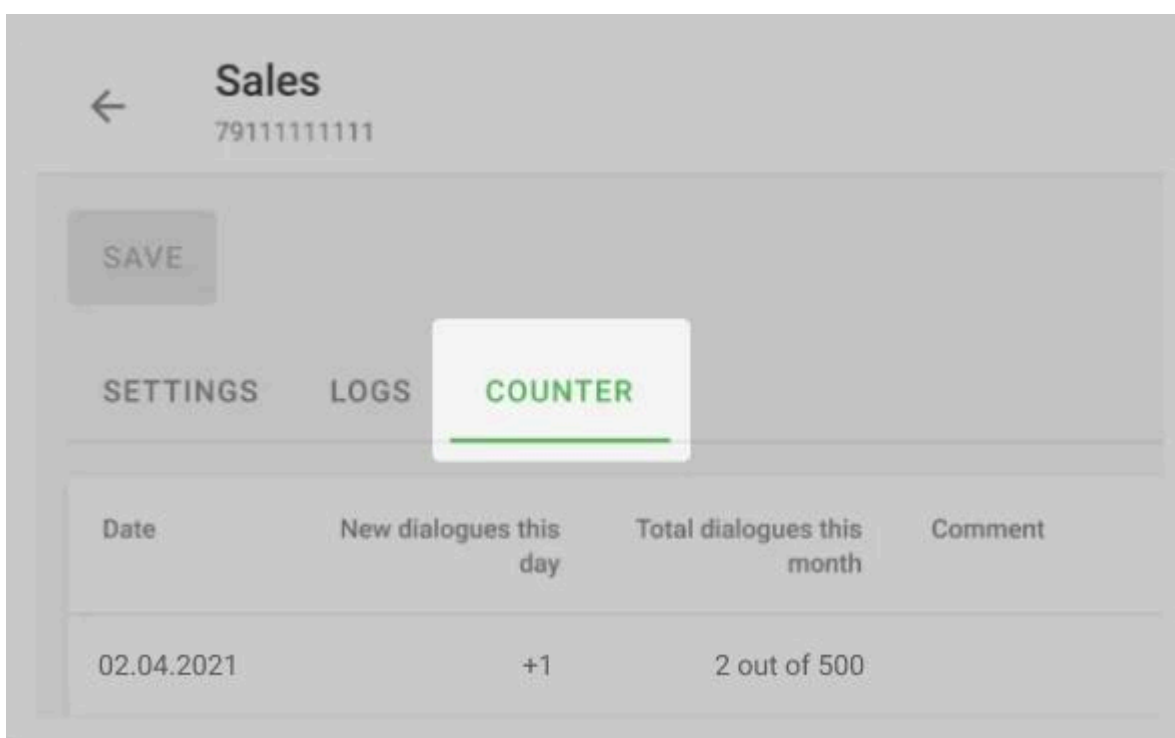 Sales
79111111111
SAVE
SETTINGS LOGS COUNTER
Date New dialogues this Total dialogues this Comment
day month
02.04.2021 +1 2 out of 500